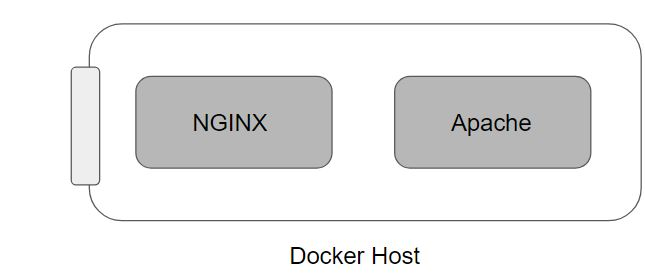 NGINX
Apache
Docker Host